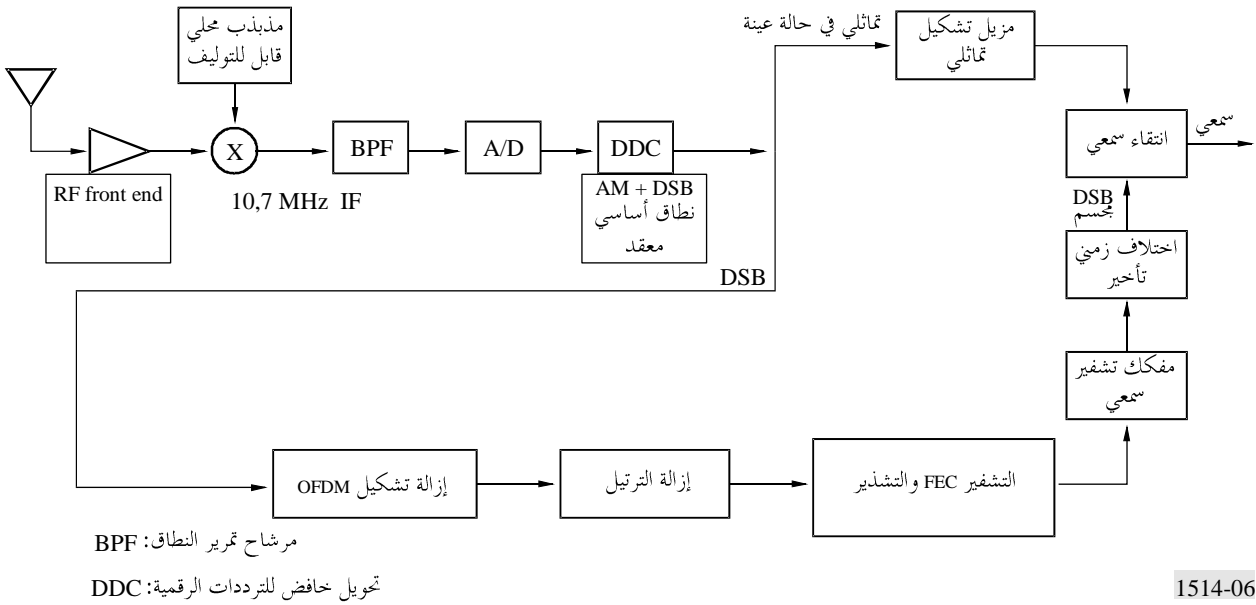 مذبذب محلي
قابل للتوليف
تماثلي في حالة عينة
مزيل تشكيل
تماثلي
X
BPF
A/D
DDC
انتقاء سمعي
سمعي
RF front end
10,7 MHz IF
AM + DSB
نطاق أساسي
معقد
DSB
DSB
مجسم
اختلاف زمني
تأخير
مفكك تشفير
سمعي
إزالة تشكيل OFDM
إزالة الترتيل
التشفير FEC والتشذير
BPF: مرشاح تمرير النطاق
DDC: تحويل خافض للترددات الرقمية
1514-06